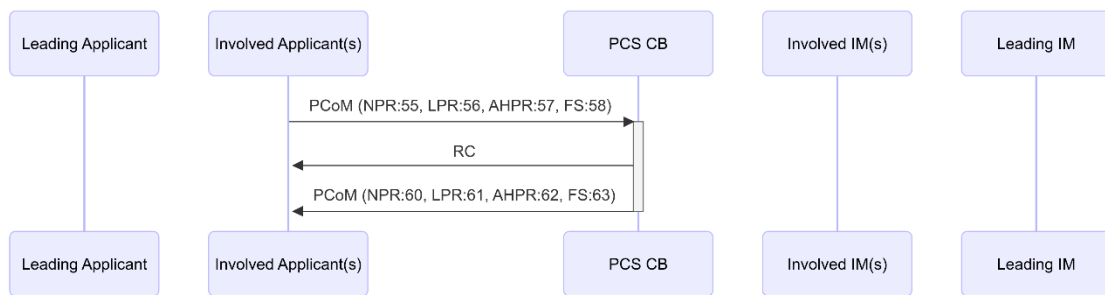 Leading Applicant
Involved Applicant(s)
PCS CB
Involved IM(s)
Leading IM
PCoM (NPR:55, LPR:56, AHPR:57, FS:58)
RC
PCoM (NPR:60, LPR:61, AHPR:62, FS:63)
Leading Applicant
Involved Applicant(s)
PCS CB
Involved IM(s)
Leading IM